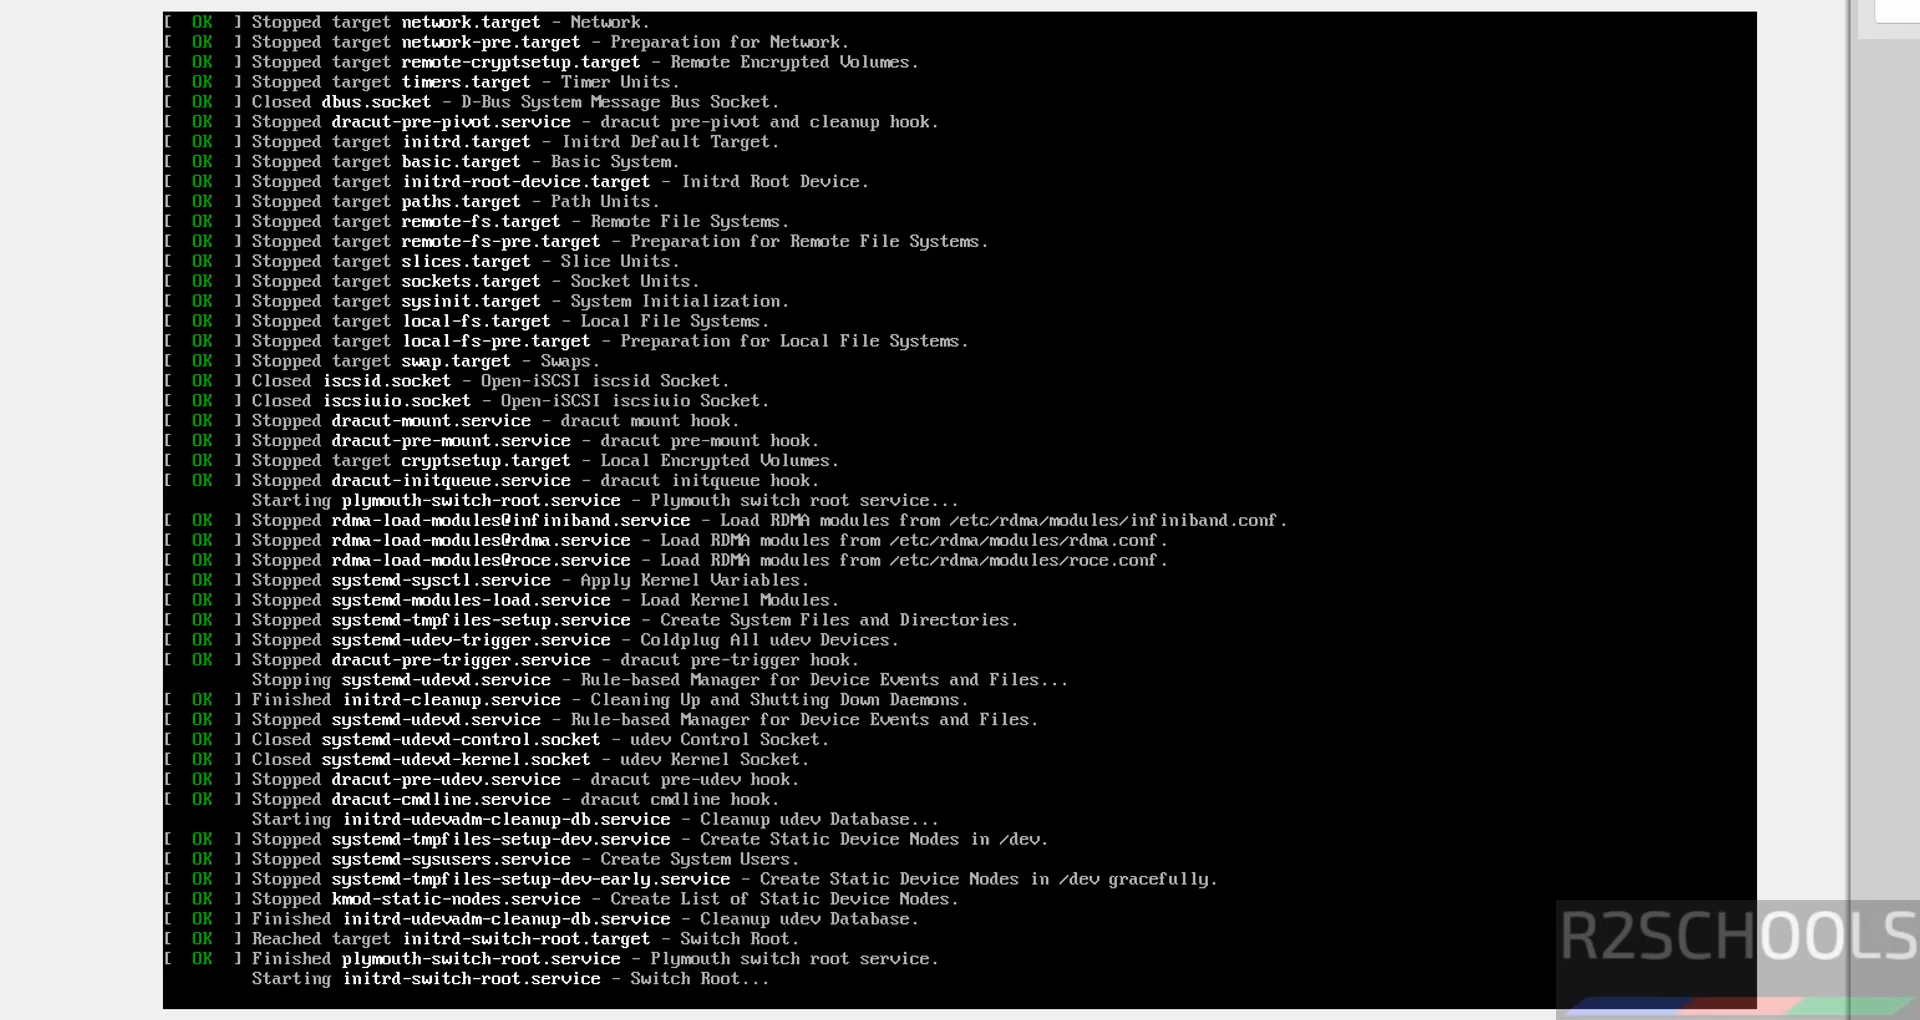 [  OK  ] Stopped target network.target - Network.
[  OK  ] Stopped target network-pre.target - Preparation for Network.
[  OK  ] Stopped target remote-cryptsetup.target - Remote Encrypted Volumes.
[  OK  ] Stopped target timers.target - Timer Units.
[  OK  ] Closed dbus.socket - D-Bus System Message Bus Socket.
[  OK  ] Stopped dracut-pre-pivot.service - dracut pre-pivot and cleanup hook.
[  OK  ] Stopped target initrd.target - Initrd Default Target.
[  OK  ] Stopped target basic.target - Basic System.
[  OK  ] Stopped target initrd-root-device.target - Initrd Root Device.
[  OK  ] Stopped target paths.target - Path Units.
[  OK  ] Stopped target remote-fs.target - Remote File Systems.
[  OK  ] Stopped target remote-fs-pre.target - Preparation for Remote File Systems.
[  OK  ] Stopped target slices.target - Slice Units.
[  OK  ] Stopped target sockets.target - Socket Units.
[  OK  ] Stopped target sysinit.target - System Initialization.
[  OK  ] Stopped target local-fs.target - Local File Systems.
[  OK  ] Stopped target local-fs-pre.target - Preparation for Local File Systems.
[  OK  ] Stopped target swap.target - Swaps.
[  OK  ] Closed iscsid.socket - Open-iSCSI iscsid Socket.
[  OK  ] Closed iscsiuio.socket - Open-iSCSI iscsiuio Socket.
[  OK  ] Stopped dracut-mount.service - dracut mount hook.
[  OK  ] Stopped dracut-pre-mount.service - dracut pre-mount hook.
[  OK  ] Stopped target cryptsetup.target - Local Encrypted Volumes.
[  OK  ] Stopped dracut-initqueue.service - dracut initqueue hook.
Starting plymouth-switch-root.service - Plymouth switch root service...
[  OK  ] Stopped rdma-load-modules@infiniband.service - Load RDMA modules from /etc/rdma/modules/infiniband.conf.
[  OK  ] Stopped rdma-load-modules@rdma.service - Load RDMA modules from /etc/rdma/modules/rdma.conf.
[  OK  ] Stopped rdma-load-modules@roce.service - Load RDMA modules from /etc/rdma/modules/roce.conf.
[  OK  ] Stopped systemd-sysctl.service - Apply Kernel Variables.
[  OK  ] Stopped systemd-modules-load.service - Load Kernel Modules.
[  OK  ] Stopped systemd-tmpfiles-setup.service - Create System Files and Directories.
[  OK  ] Stopped systemd-udev-trigger.service - Coldplug All udev Devices.
[  OK  ] Stopped dracut-pre-trigger.service - dracut pre-trigger hook.
Stopping systemd-udevd.service - Rule-based Manager for Device Events and Files...
[  OK  ] Finished initrd-cleanup.service - Cleaning Up and Shutting Down Daemons.
[  OK  ] Stopped systemd-udevd.service - Rule-based Manager for Device Events and Files.
[  OK  ] Closed systemd-udevd-control.socket - udev Control Socket.
[  OK  ] Closed systemd-udevd-kernel.socket - udev Kernel Socket.
[  OK  ] Stopped dracut-pre-udev.service - dracut pre-udev hook.
[  OK  ] Stopped dracut-cmdline.service - dracut cmdline hook.
Starting initrd-udevadm-cleanup-db.service - Cleanup udev Database...
[  OK  ] Stopped systemd-tmpfiles-setup-dev.service - Create Static Device Nodes in /dev.
[  OK  ] Stopped systemd-sysusers.service - Create System Users.
[  OK  ] Stopped systemd-tmpfiles-setup-dev-early.service - Create Static Device Nodes in /dev gracefully.
[  OK  ] Stopped kmod-static-nodes.service - Create List of Static Device Nodes.
[  OK  ] Finished initrd-udevadm-cleanup-db.service - Cleanup udev Database.
[  OK  ] Reached target initrd-switch-root.target - Switch Root.
[  OK  ] Finished plymouth-switch-root.service - Plymouth switch root service.
Starting initrd-switch-root.service - Switch Root...
R2SCHOOLS